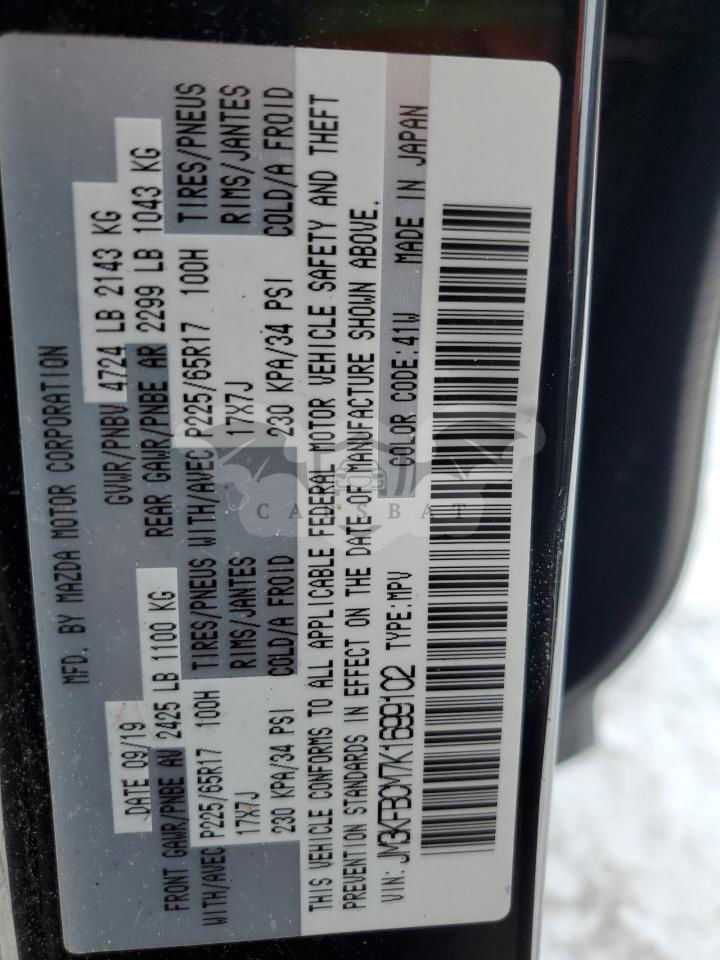 MFD. BY MAZDA MOTOR CORPORATION
DATE 09/19 GVWR/PNBV 4724 LB 2143 KG
FRONT GAWR/PNBE AV 2425 LB 1100 KG REAR GAWR/PNBE AR 2299 LB 1043 KG
WITH/AVEC P225/65R17 100H TIRES/PNEUS WITH/AVEC P225/65R17 100H TIRES/PNEUS
17X7J RIMS/JANTES 17X7J RIMS/JANTES
230 KPA/34 PSI COLD/A FROID 230 KPA/34 PSI COLD/A FROID
THIS VEHICLE CONFORMS TO ALL APPLICABLE FEDERAL MOTOR VEHICLE SAFETY AND THEFT
PREVENTION STANDARDS IN EFFECT ON THE DATE OF MANUFACTURE SHOWN ABOVE.
VIN: JM3KFBCM7K1699102 TYPE:MPV COLOR CODE:41W MADE IN JAPAN
CARSBAT